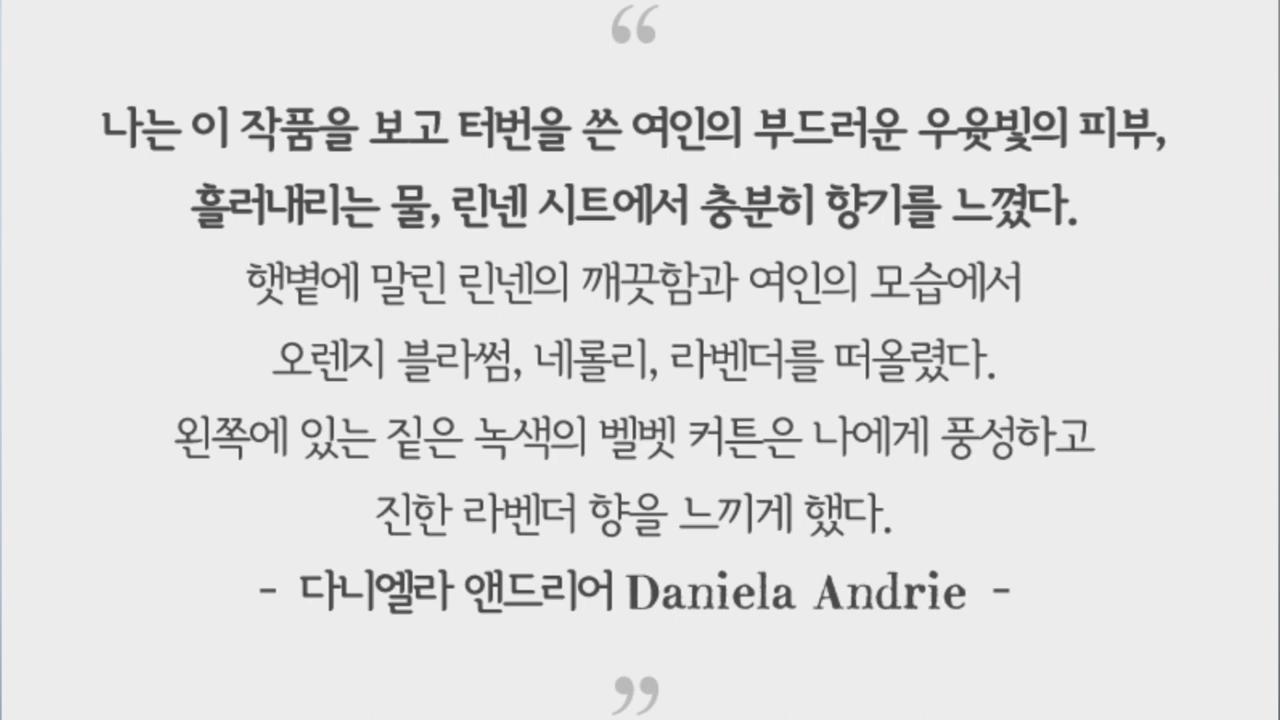 “
나는 이 작품을 보고 터번을 쓴 여인의 부드러운 우윳빛의 피부,
흘러내리는 물, 린넨 시트에서 충분히 향기를 느꼈다.
햇볕에 말린 린넨의 깨끗함과 여인의 모습에서
오렌지 블라썸, 네롤리, 라벤더를 떠올렸다.
왼쪽에 있는 짙은 녹색의 벨벳 커튼은 나에게 풍성하고
진한 라벤더 향을 느끼게 했다.
- 다니엘라 앤드리어 Daniela Andrie -
”